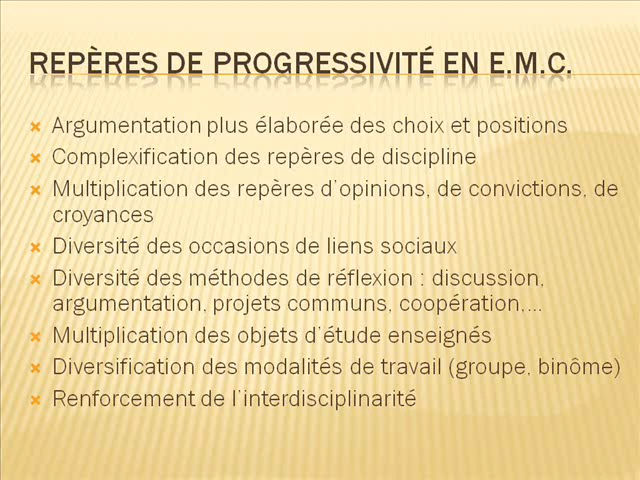 REPÈRES DE PROGRESSIVITÉ EN E.M.C.
Argumentation plus élaborée des choix et positions
Complexification des repères de discipline
Multiplication des repères d'opinions, de convictions, de
croyances
Diversité des occasions de liens sociaux
Diversité des méthodes de réflexion : discussion,
argumentation, projets communs, coopération,...
Multiplication des objets d'étude enseignés
Diversification des modalités de travail (groupe, binôme)
Renforcement de l'interdisciplinarité